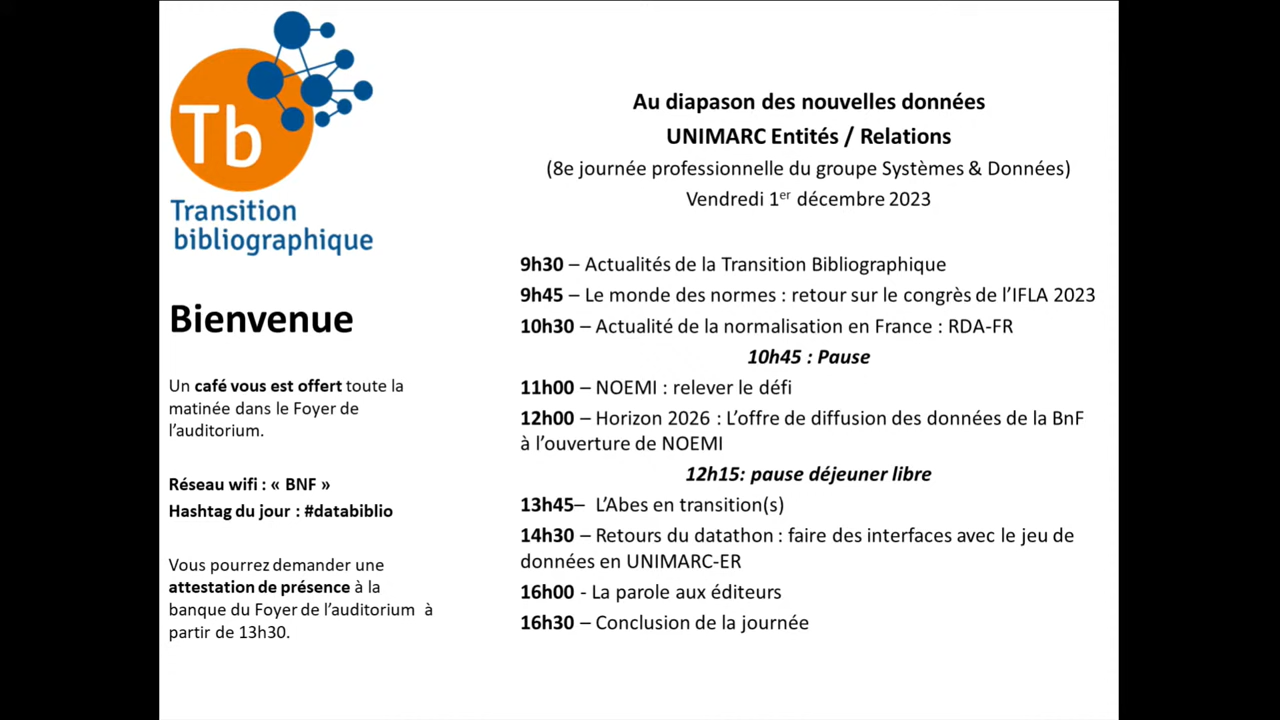 Tb
Transition
bibliographique
Bienvenue
Un café vous est offert toute la
matinée dans le Foyer de
l’auditorium.
Réseau wifi : « BNF »
Hashtag du jour : #databiblio
Vous pourrez demander une
attestation de présence à la
banque du Foyer de l’auditorium à
partir de 13h30.
Au diapason des nouvelles données
UNIMARC Entités / Relations
(8e journée professionnelle du groupe Systèmes & Données)
Vendredi 1er décembre 2023
9h30 – Actualités de la Transition Bibliographique
9h45 – Le monde des normes : retour sur le congrès de l’IFLA 2023
10h30 – Actualité de la normalisation en France : RDA-FR
10h45 : Pause
11h00 – NOEMI : relever le défi
12h00 – Horizon 2026 : L’offre de diffusion des données de la BnF
à l’ouverture de NOEMI
12h15: pause déjeuner libre
13h45– L’Abes en transition(s)
14h30 – Retours du datathon : faire des interfaces avec le jeu de
données en UNIMARC-ER
16h00 - La parole aux éditeurs
16h30 – Conclusion de la journée